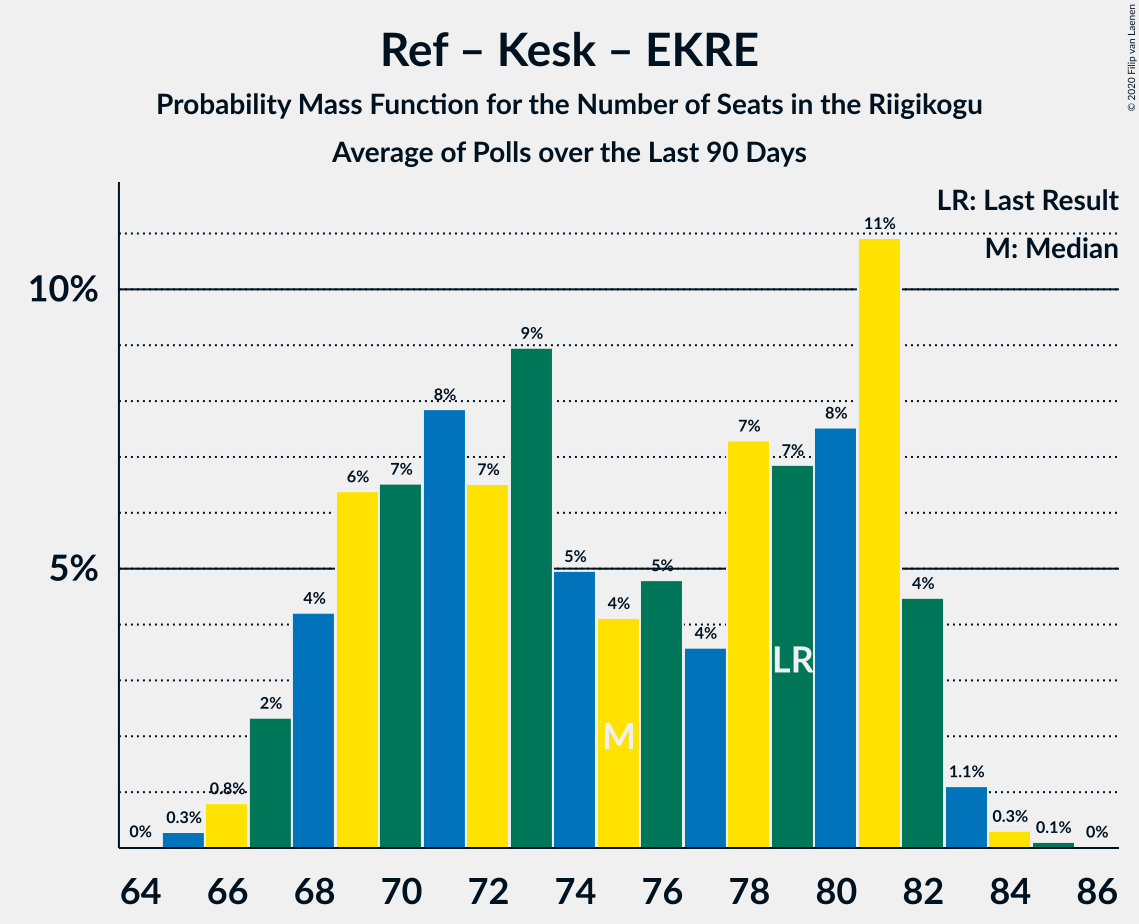 Ref – Kesk – EKRE
Probability Mass Function for the Number of Seats in the Riigikogu
Average of Polls over the Last 90 Days
© 2020 Filip van Laenen
LR: Last Result
M: Median
10%
5%
0%
0.3%
0.8%
2%
4%
6%
7%
8%
7%
9%
5%
4%
5%
4%
7%
7%
8%
11%
4%
1.1%
0.3%
0.1%
0%
M
LR
64 66 68 70 72 74 76 78 80 82 84 86